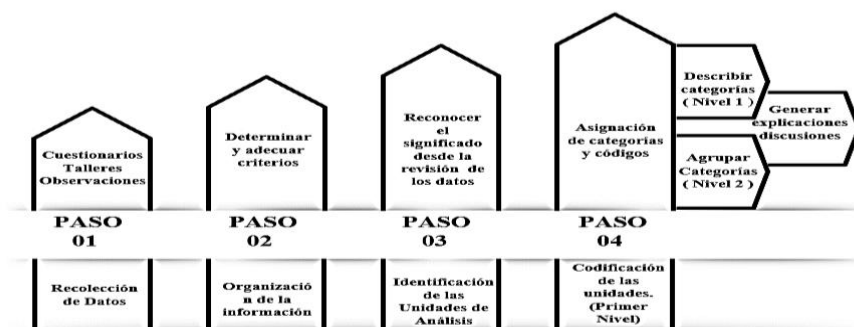 Cuestionarios
Talleres
Observaciones
PASO
01
Recolección
de Datos
Determinar
y adecuar
criterios
PASO
02
Organizació
n de la
información
Reconocer
el
significado
desde la
revisión de
los datos
PASO
03
Identificación
de las
Unidades de
Análisis
Asignación
de categorías
y códigos
PASO
04
Codificación
de las
unidades.
(Primer
Nivel)
Describir
categorías
( Nivel 1 )
Agrupar
Categorías
( Nivel 2 )
Generar
explicaciones
discusiones